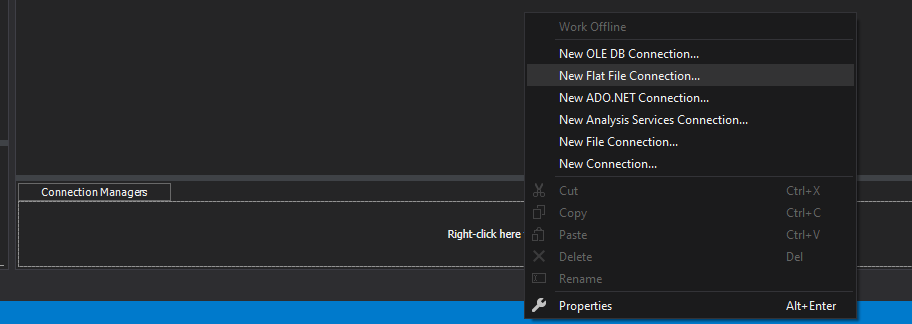 Work Offline
New OLE DB Connection...
New Flat File Connection...
New ADO.NET Connection...
New Analysis Services Connection...
New File Connection...
New Connection...
Connection Managers
Cut Ctrl+X
Copy Ctrl+C
Right-click here
Paste Ctrl+V
Delete Del
Rename
Properties Alt+Enter